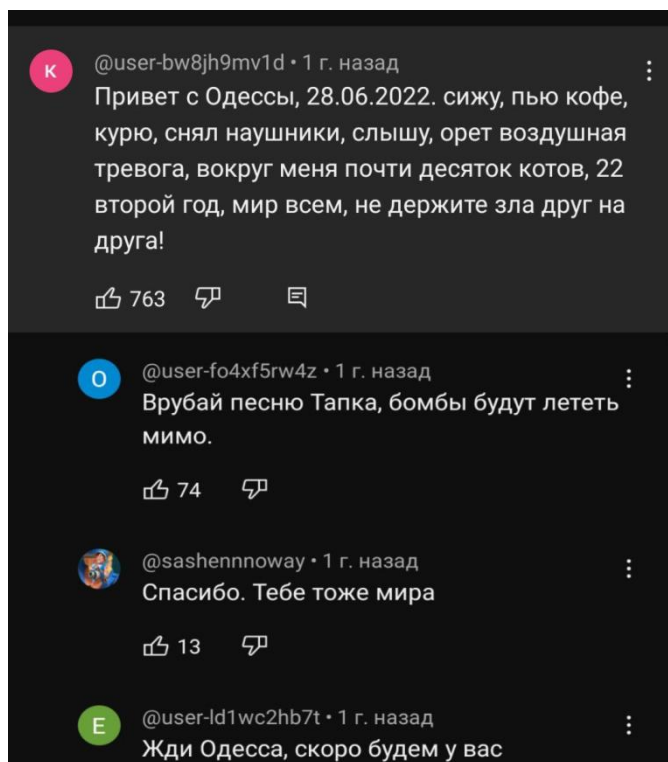 К
@user-bw8jh9mv1d • 1 г. назад
Привет с Одессы, 28.06.2022. сижу, пью кофе,
курю, снял наушники, слышу, орет воздушная
тревога, вокруг меня почти десяток котов, 22
второй год, мир всем, не держите зла друг на
друга!
763
О
@user-fo4xf5rw4z • 1 г. назад
Врубай песню Тапка, бомбы будут лететь
мимо.
74
@sashennnoway • 1 г. назад
Спасибо. Тебе тоже мира
13
Е
@user-ld1wc2hb7t • 1 г. назад
Жди Одесса, скоро будем у вас